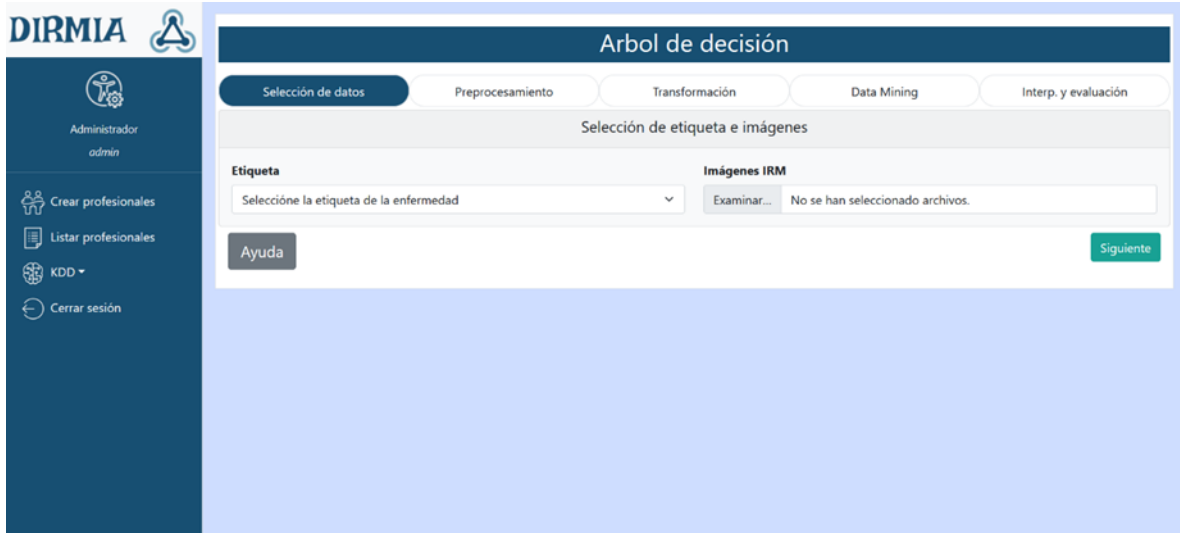 DIRMIA
Administrador
admin
Crear profesionales
Listar profesionales
KDD
Cerrar sesión
Arbol de decisión
Selección de datos
Preprocesamiento
Transformación
Data Mining
Interp. y evaluación
Selección de etiqueta e imágenes
Etiqueta
Seleccióne la etiqueta de la enfermedad
Imágenes IRM
Examinar... No se han seleccionado archivos.
Ayuda
Siguiente